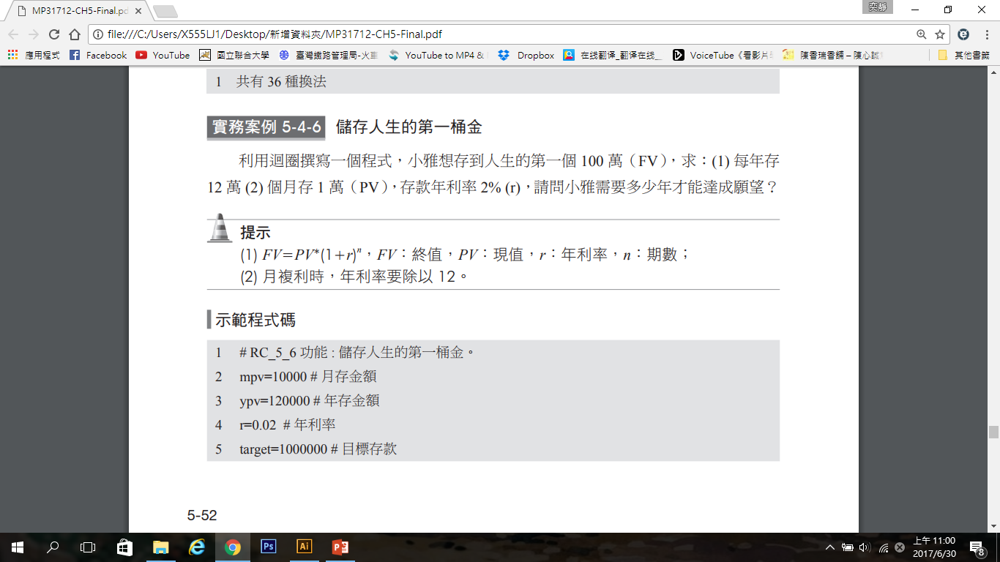 MP31712-CH5-Final.pd
奕靜
file:///C:/Users/X555LJ1/Desktop/新增資料夾/MP31712-CH5-Final.pdf
應用程式 Facebook YouTube 國立聯合大學 臺灣鐵路管理局-火車 YouTube to MP4 & Dropbox 在线翻译_翻译在线_ VoiceTube《看影片 陳香瑞香鋪 – 陳心誠 其他書籤
1 共有 36 種換法
實務案例 5-4-6 儲存人生的第一桶金
利用迴圈撰寫一個程式，小雅想存到人生的第一個 100 萬（FV），求：(1) 每年存
12 萬 (2) 個月存 1 萬（PV），存款年利率 2% (r)，請問小雅需要多少年才能達成願望？
提示
(1) FV=PV*(1+r)ⁿ，FV：終值，PV：現值，r：年利率，n：期數；
(2) 月複利時，年利率要除以 12。
示範程式碼
1 # RC_5_6 功能 : 儲存人生的第一桶金。
2 mpv=10000 # 月存金額
3 ypv=120000 # 年存金額
4 r=0.02 # 年利率
5 target=1000000 # 目標存款
5-52
Ps Ai P
上午 11:00
2017/6/30
8